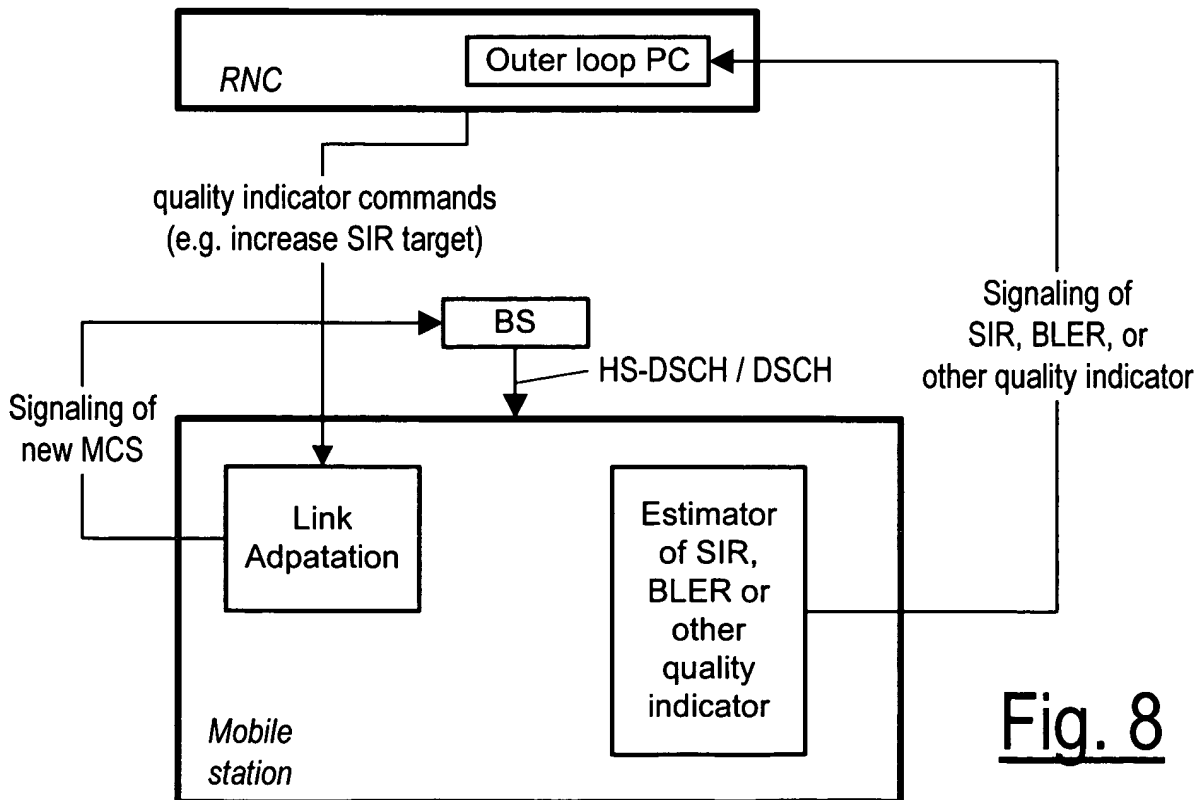 Outer loop PC
RNC
quality indicator commands
(e.g. increase SIR target)
BS
HS-DSCH / DSCH
Signaling of
SIR, BLER, or
other quality indicator
Signaling of
new MCS
Link
Adpatation
Estimator
of SIR,
BLER or
other
quality
indicator
Mobile
station
Fig. 8